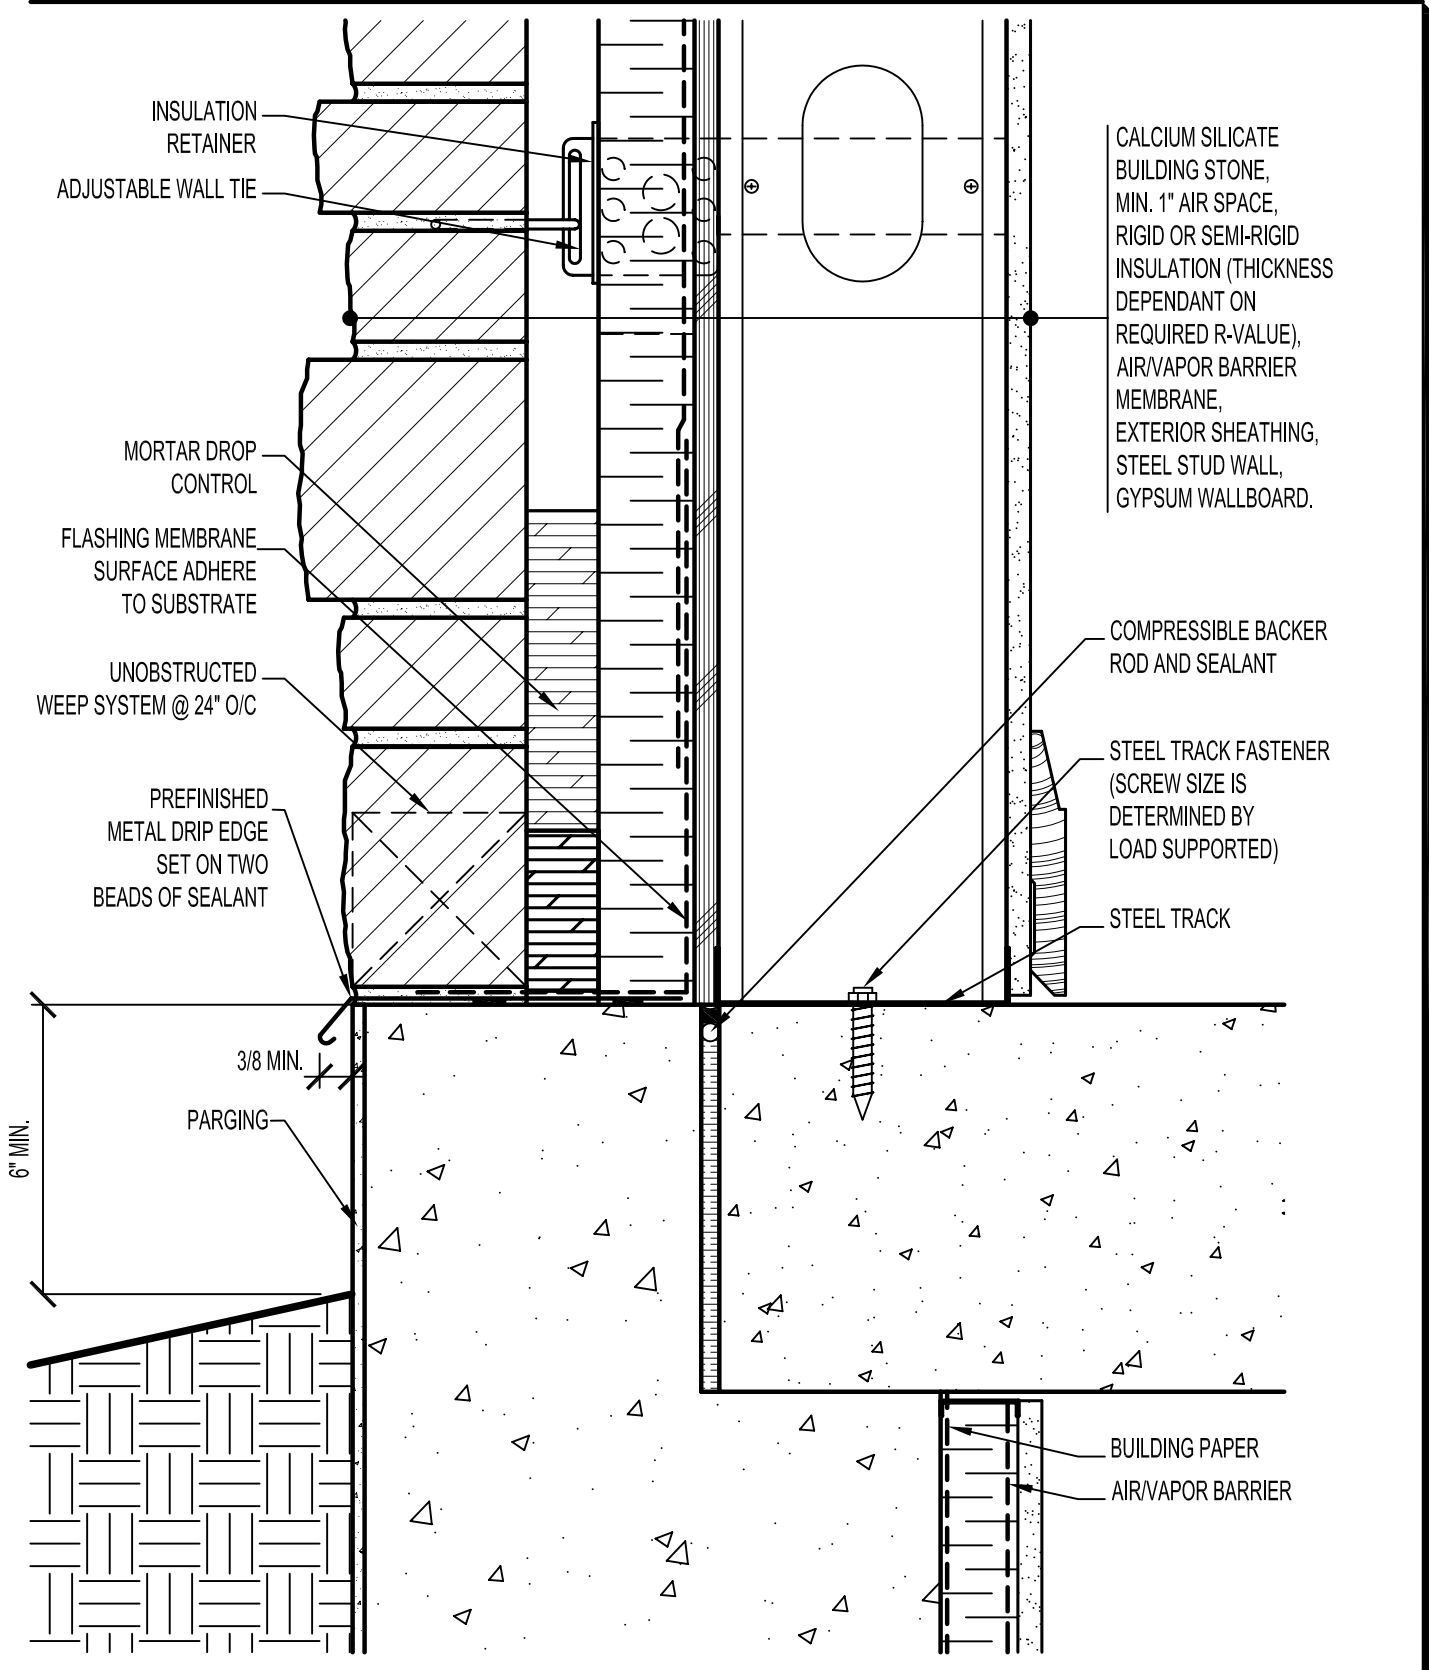 INSULATION
RETAINER
ADJUSTABLE WALL TIE
MORTAR DROP
CONTROL
FLASHING MEMBRANE
SURFACE ADHERE
TO SUBSTRATE
UNOBSTRUCTED
WEEP SYSTEM @ 24" O/C
PREFINISHED
METAL DRIP EDGE
SET ON TWO
BEADS OF SEALANT
3/8 MIN.
PARGING
6" MIN.
CALCIUM SILICATE
BUILDING STONE,
MIN. 1" AIR SPACE,
RIGID OR SEMI-RIGID
INSULATION (THICKNESS
DEPENDANT ON
REQUIRED R-VALUE),
AIR/VAPOR BARRIER
MEMBRANE,
EXTERIOR SHEATHING,
STEEL STUD WALL,
GYPSUM WALLBOARD.
COMPRESSIBLE BACKER
ROD AND SEALANT
STEEL TRACK FASTENER
(SCREW SIZE IS
DETERMINED BY
LOAD SUPPORTED)
STEEL TRACK
BUILDING PAPER
AIR/VAPOR BARRIER